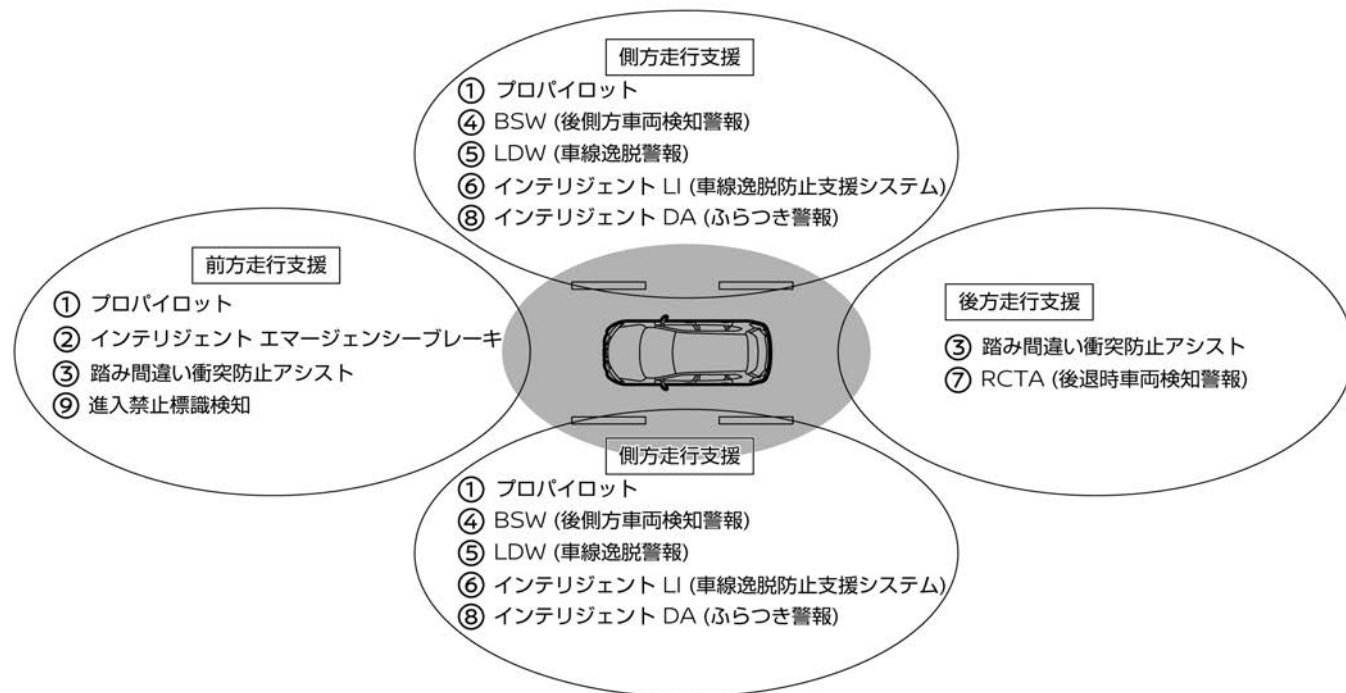 側方走行支援
① プロパイロット
④ BSW (後側方車両検知警報)
⑤ LDW (車線逸脱警報)
⑥ インテリジェント LI (車線逸脱防止支援システム)
⑧ インテリジェント DA (ふらつき警報)
前方走行支援
① プロパイロット
② インテリジェント エマージェンシーブレーキ
③ 踏み間違い衝突防止アシスト
⑨ 進入禁止標識検知
後方走行支援
③ 踏み間違い衝突防止アシスト
⑦ RCTA (後退時車両検知警報)
側方走行支援
① プロパイロット
④ BSW (後側方車両検知警報)
⑤ LDW (車線逸脱警報)
⑥ インテリジェント LI (車線逸脱防止支援システム)
⑧ インテリジェント DA (ふらつき警報)